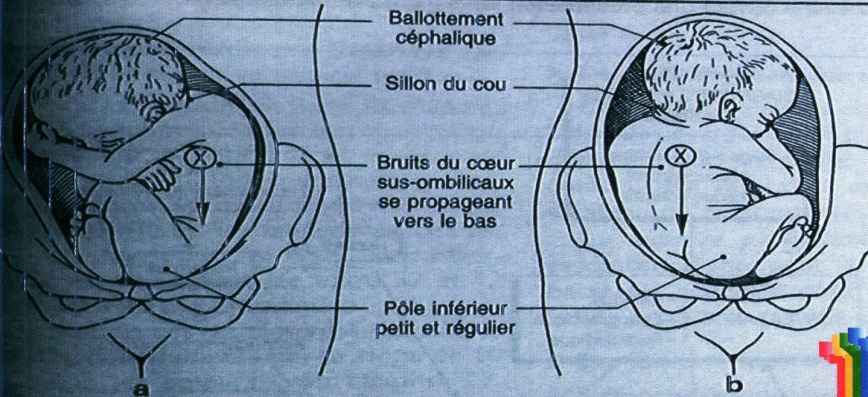 Ballottement
céphalique
Sillon du cou
X
X
Bruits du cœur
sus-ombilicaux
se propageant
vers le bas
Pôle inférieur
petit et régulier
a
b